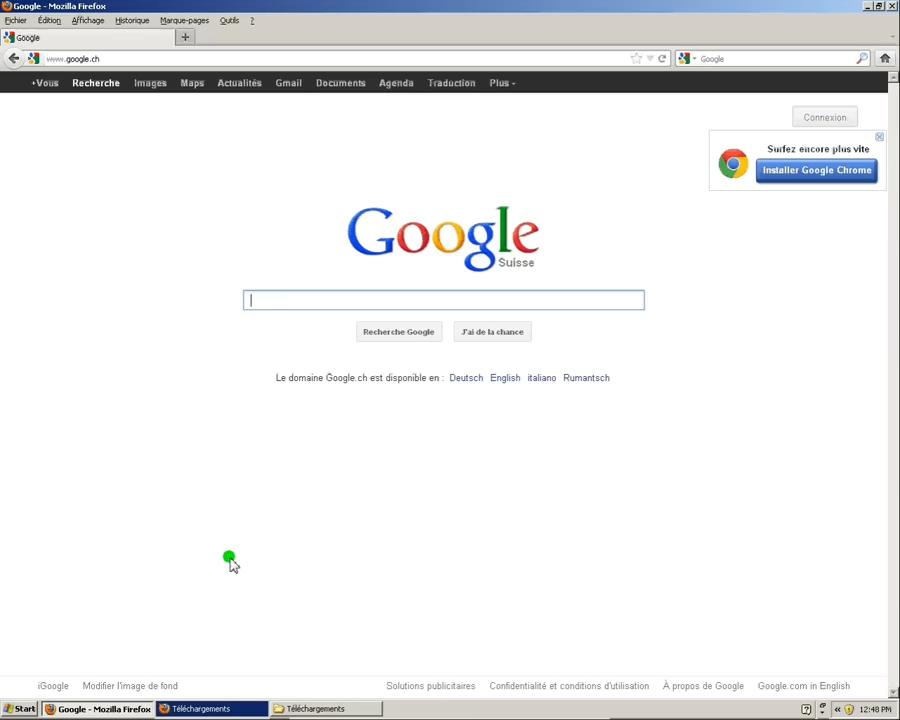 Google - Mozilla Firefox
Fichier Édition Affichage Historique Marque-pages Outils ?
Google
www.google.ch Google
+Vous Recherche Images Maps Actualités Gmail Documents Agenda Traduction Plus
Connexion
Surfez encore plus vite
Installer Google Chrome
Google
Suisse
Recherche Google J'ai de la chance
Le domaine Google.ch est disponible en : Deutsch English italiano Rumantsch
iGoogle Modifier l'image de fond Solutions publicitaires Confidentialité et conditions d'utilisation À propos de Google Google.com in English
Start Google - Mozilla Firefox Téléchargements Téléchargements ? « 12:48 PM